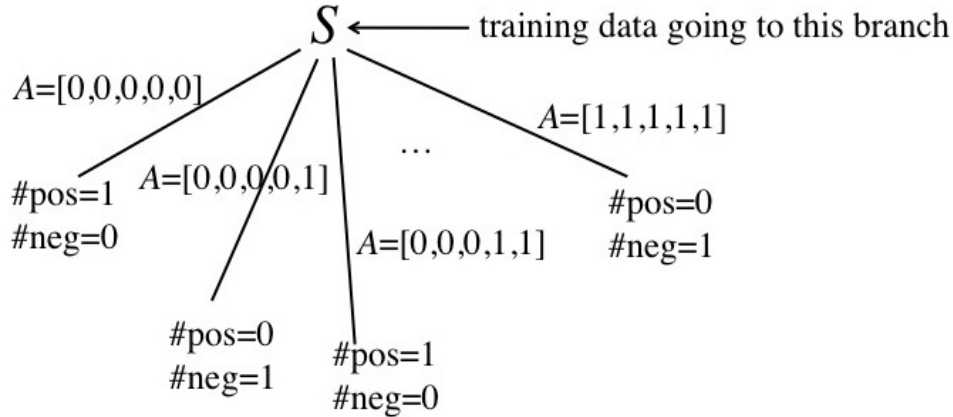 S training data going to this branch
A=[0,0,0,0,0]
A=[1,1,1,1,1]
...
A=[0,0,0,0,1]
#pos=1
#neg=0
#pos=0
#neg=1
A=[0,0,0,1,1]
#pos=0
#neg=1
#pos=1
#neg=0